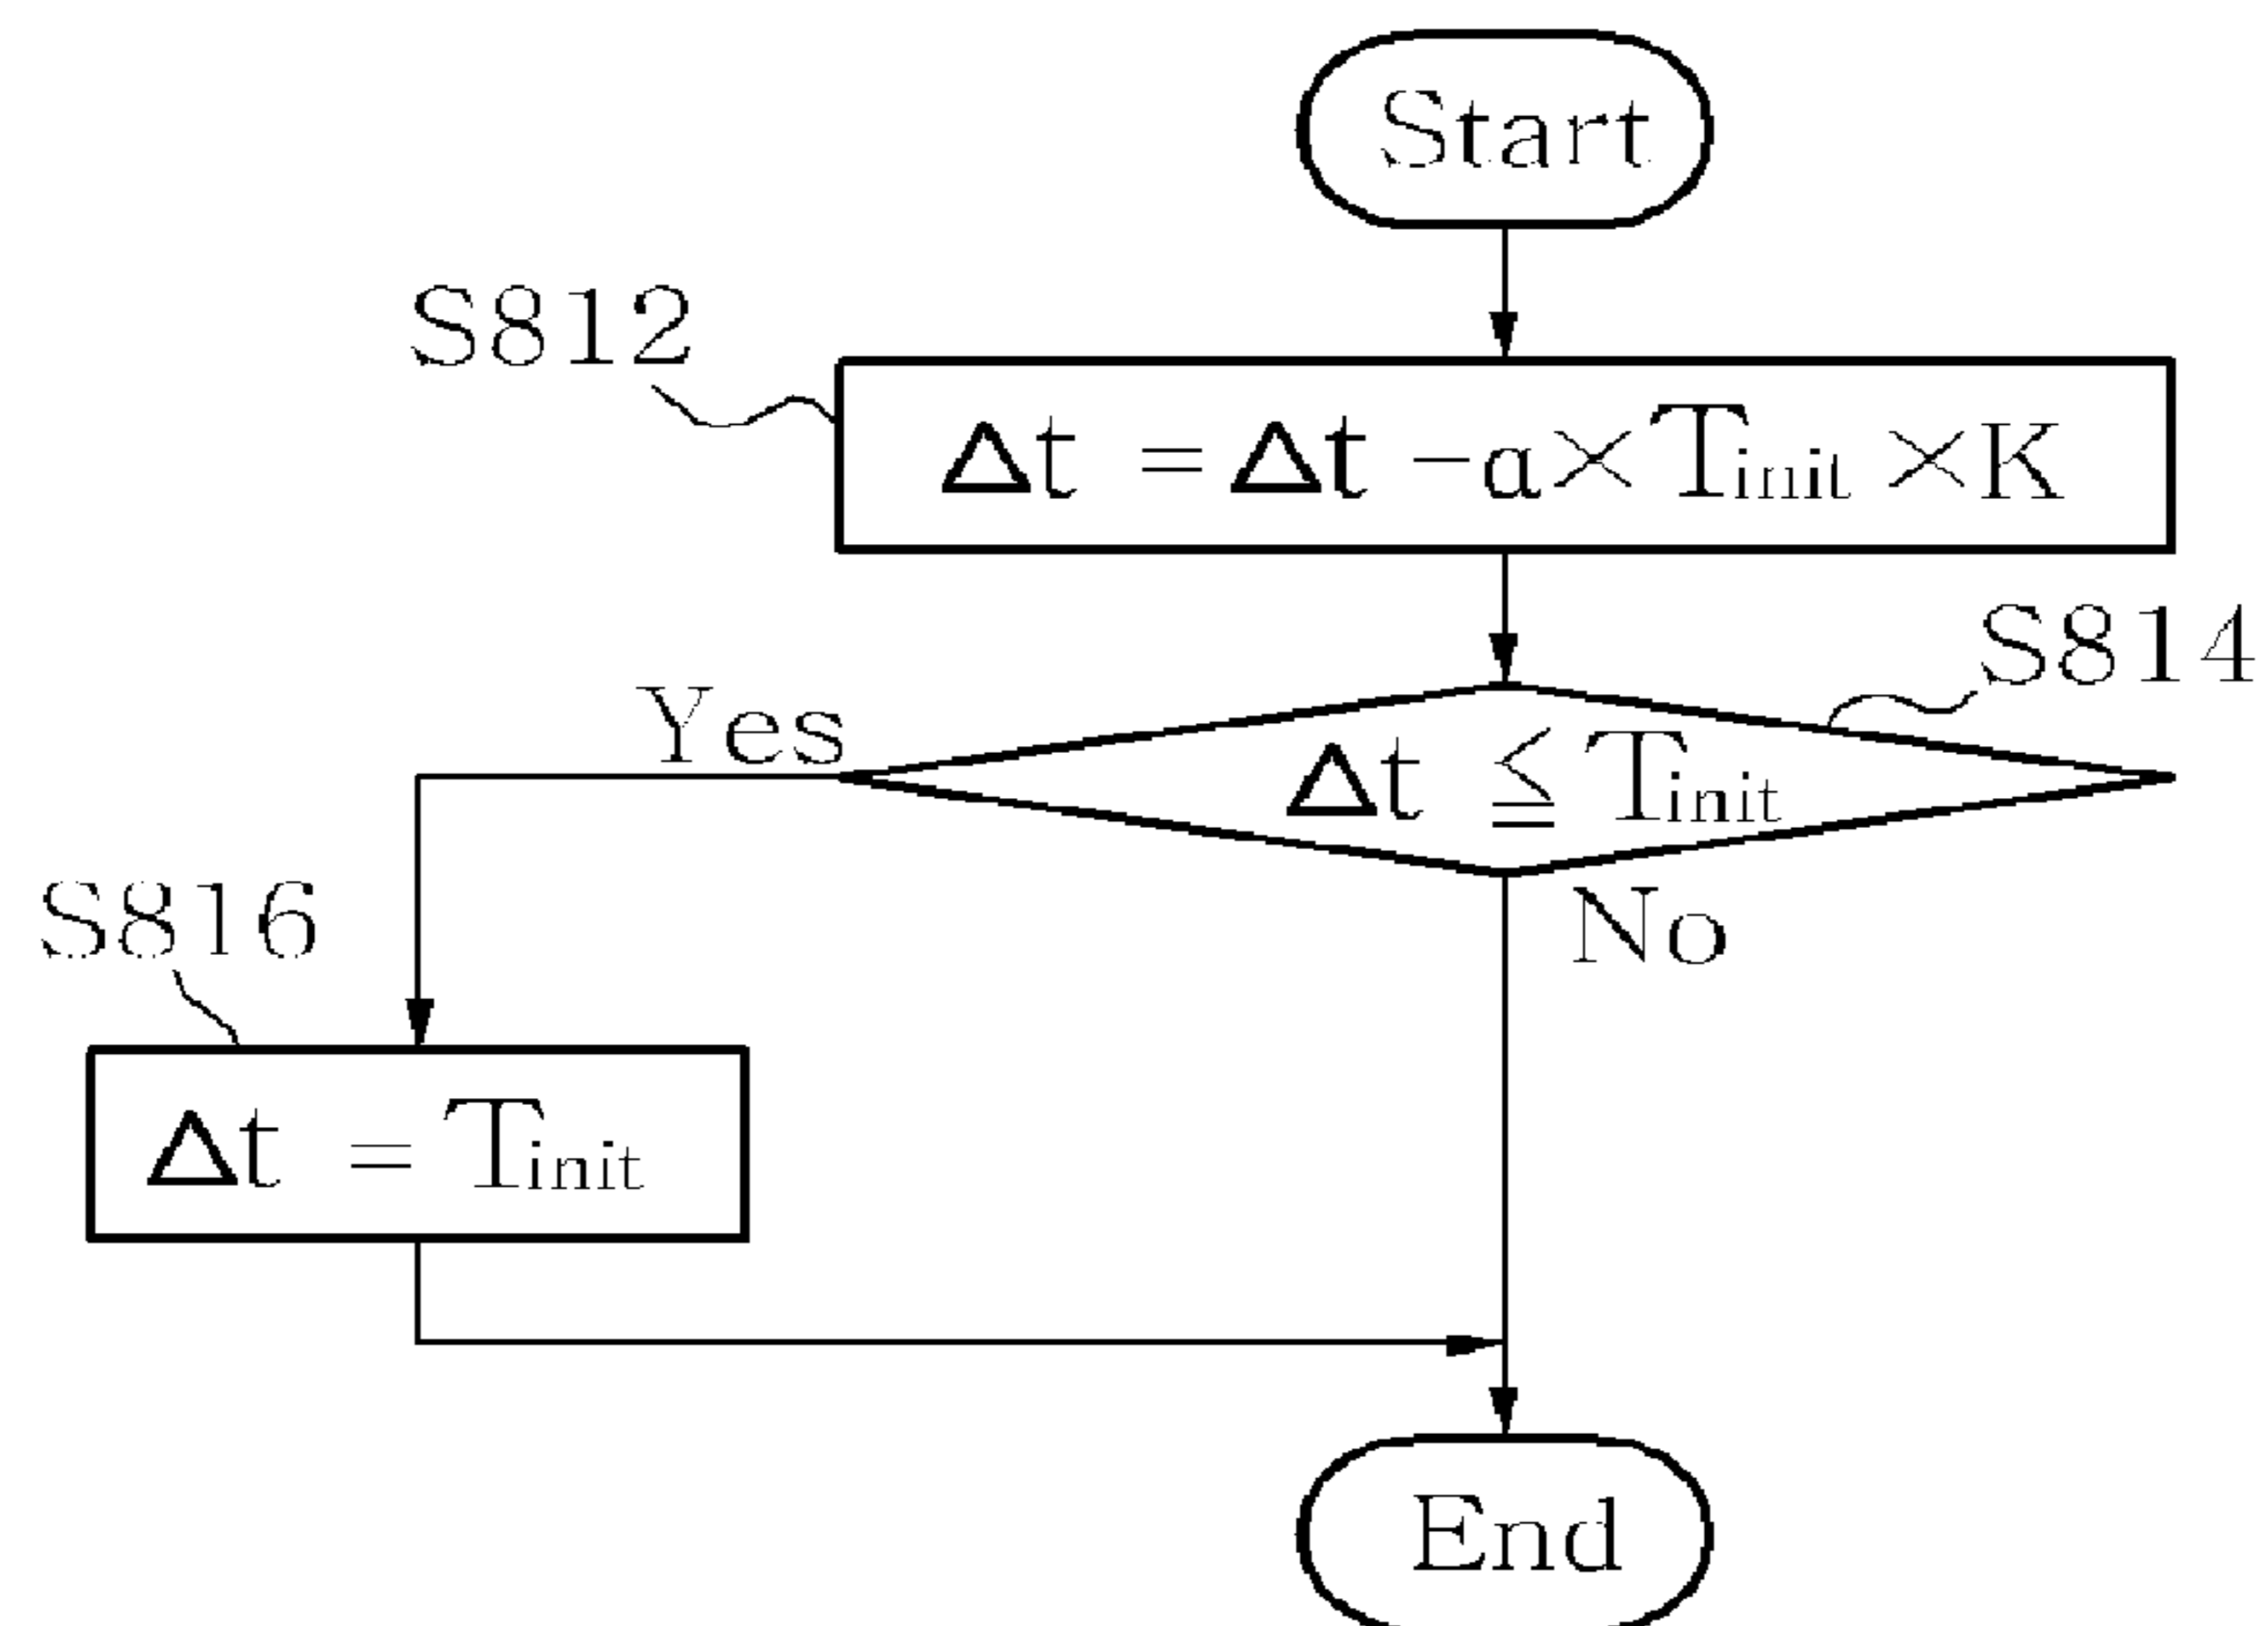 Start
S812
Δt = Δt -a×Tinit ×K
S814
Yes
Δt ≦ Tinit
No
S816
Δt = Tinit
End